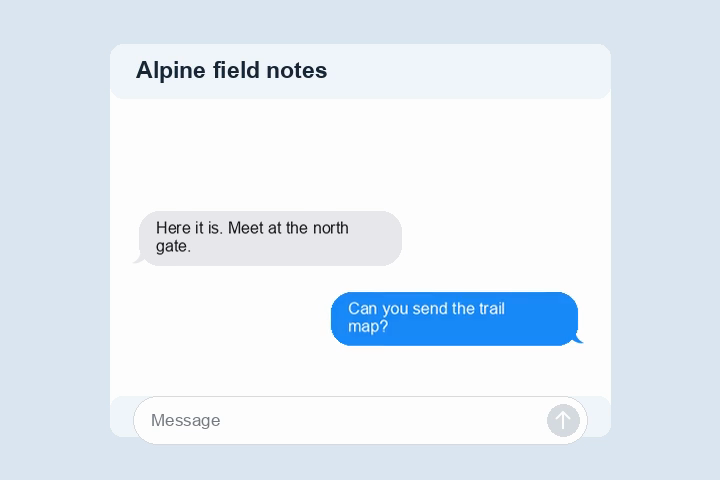 Alpine field notes
Here it is. Meet at the north
gate.
Can you send the trail
map?
Message